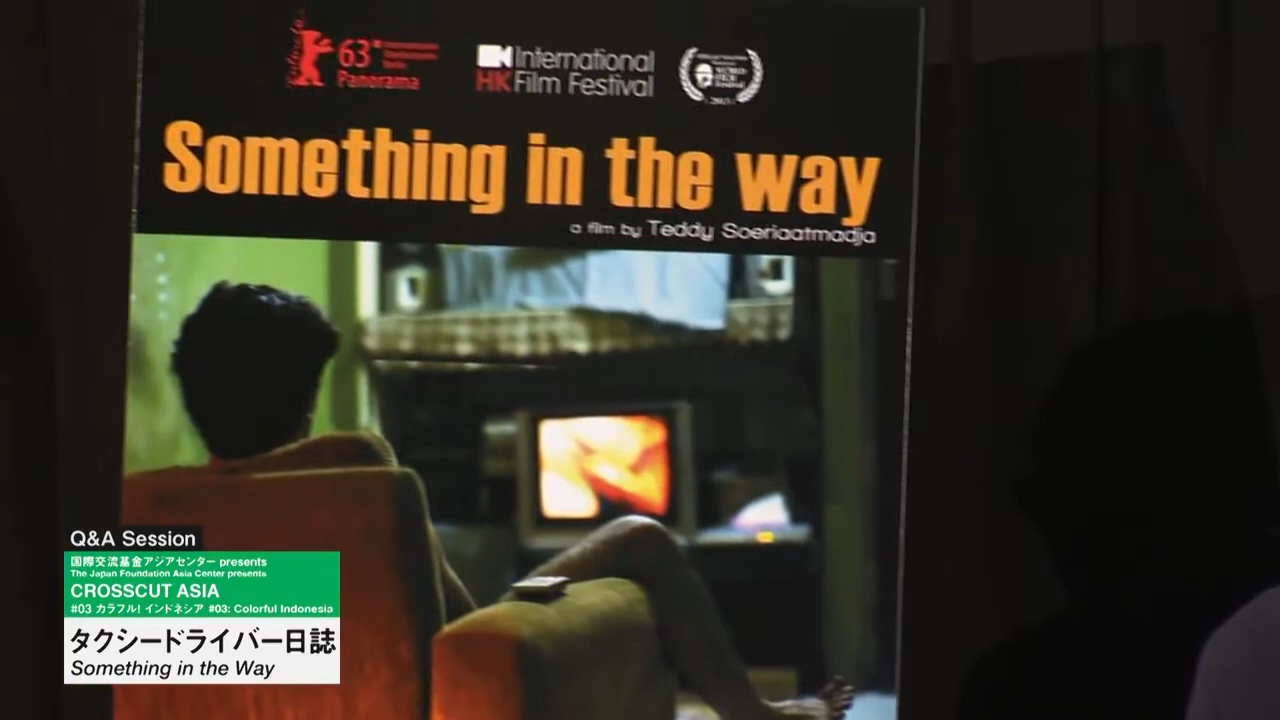 63
Panorama
International
HK Film Festival
Something in the way
a film by Teddy Soeriaatmadja
Q&A Session
国際交流基金アジアセンター presents
The Japan Foundation Asia Center presents
CROSSCUT ASIA
#03 カラフル! インドネシア #03: Colorful Indonesia
タクシードライバー日誌
Something in the Way